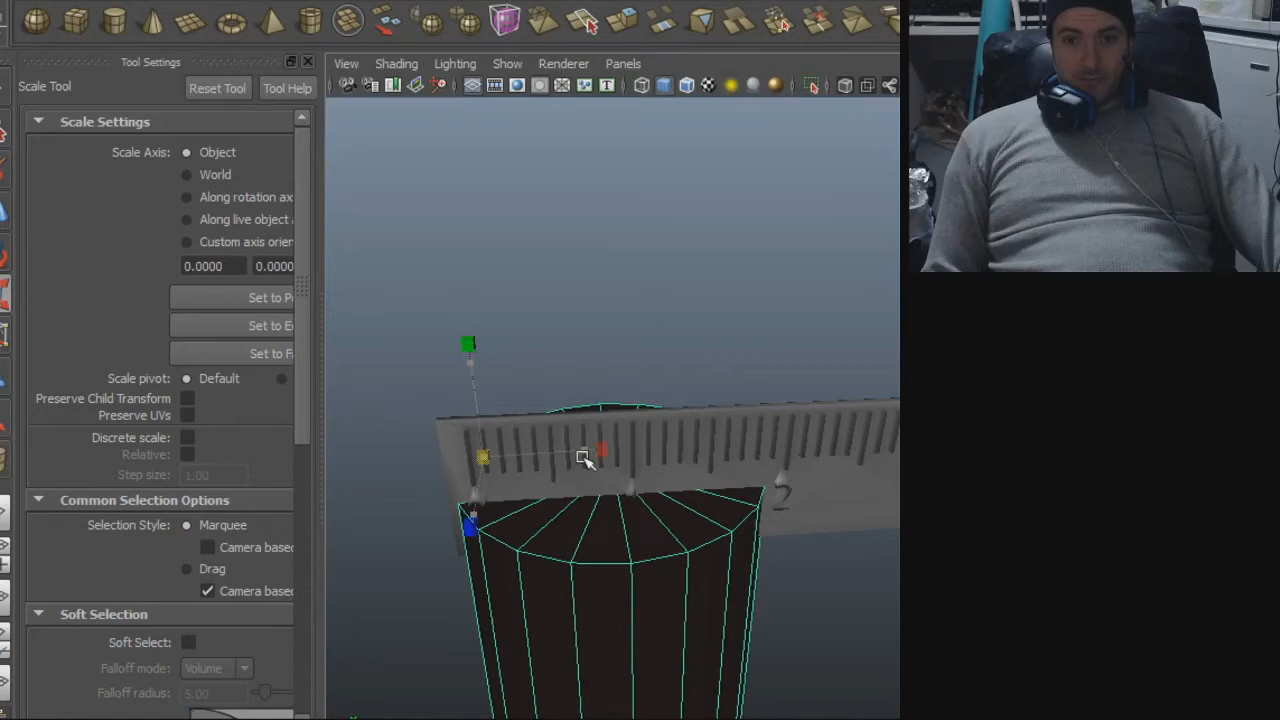 Tool Settings
View Shading Lighting Show Renderer Panels
Scale Tool Reset Tool Tool Help
Scale Settings
Scale Axis: Object
World
Along rotation ax
Along live object
Custom axis orien
0.0000 0.0000
Set to P
Set to E
Set to F
Scale pivot: Default
Preserve Child Transform
Preserve UVs
Discrete scale:
Relative:
Step size: 1.00
Common Selection Options
Selection Style: Marquee
Camera based
Drag
Camera based
Soft Selection
Soft Select:
Falloff mode: Volume
Falloff radius: 5.00
2